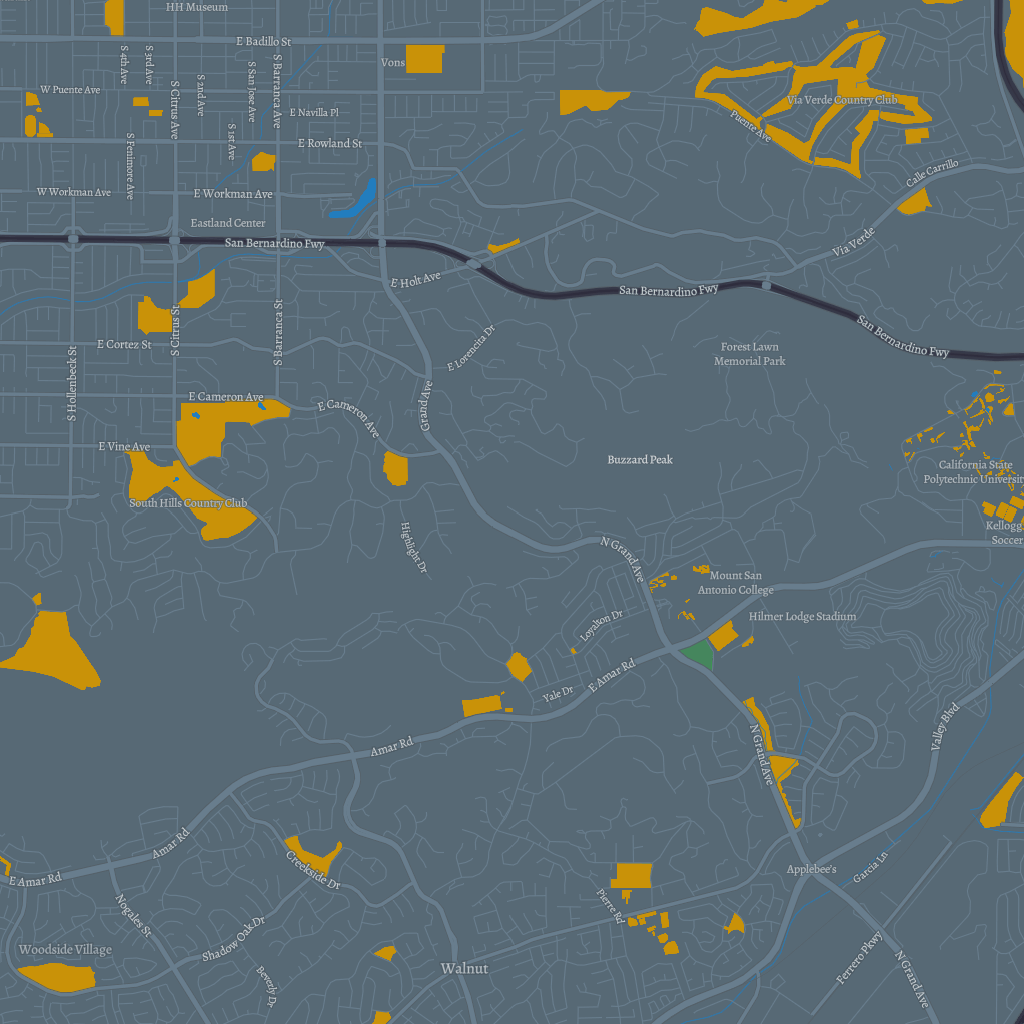 HH Museum
E Badillo St
S 4th Ave
S 3rd Ave
Vons
S Barranca Ave
S San Jose Ave
S 2nd Ave
S Citrus Ave
W Puente Ave
Via Verde Country Club
E Navilla Pl
Puente Ave
S 1st Ave
S Fenimore Ave
E Rowland St
Calle Carrillo
W Workman Ave
E Workman Ave
Eastland Center
San Bernardino Fwy
Via Verde
E Holt Ave
San Bernardino Fwy
S Citrus St
S Barranca St
San Bernardino Fwy
E Cortez St
E Lorencita Dr
Forest Lawn
Memorial Park
S Hollenbeck St
E Cameron Ave
E Cameron Ave
Grand Ave
E Vine Ave
Buzzard Peak
California State
Polytechnic University
South Hills Country Club
Kellogg
Soccer
Highlight Dr
N Grand Ave
Mount San
Antonio College
Hilmer Lodge Stadium
Loyalton Dr
E Amar Rd
Yale Dr
Valley Blvd
Amar Rd
N Grand Ave
Amar Rd
Applebee's
Garcia Ln
Creekside Dr
E Amar Rd
Pierre Rd
Nogales St
Shadow Oak Dr
Woodside Village
Ferrero Pkwy
Walnut
Beverly Dr
N Grand Ave